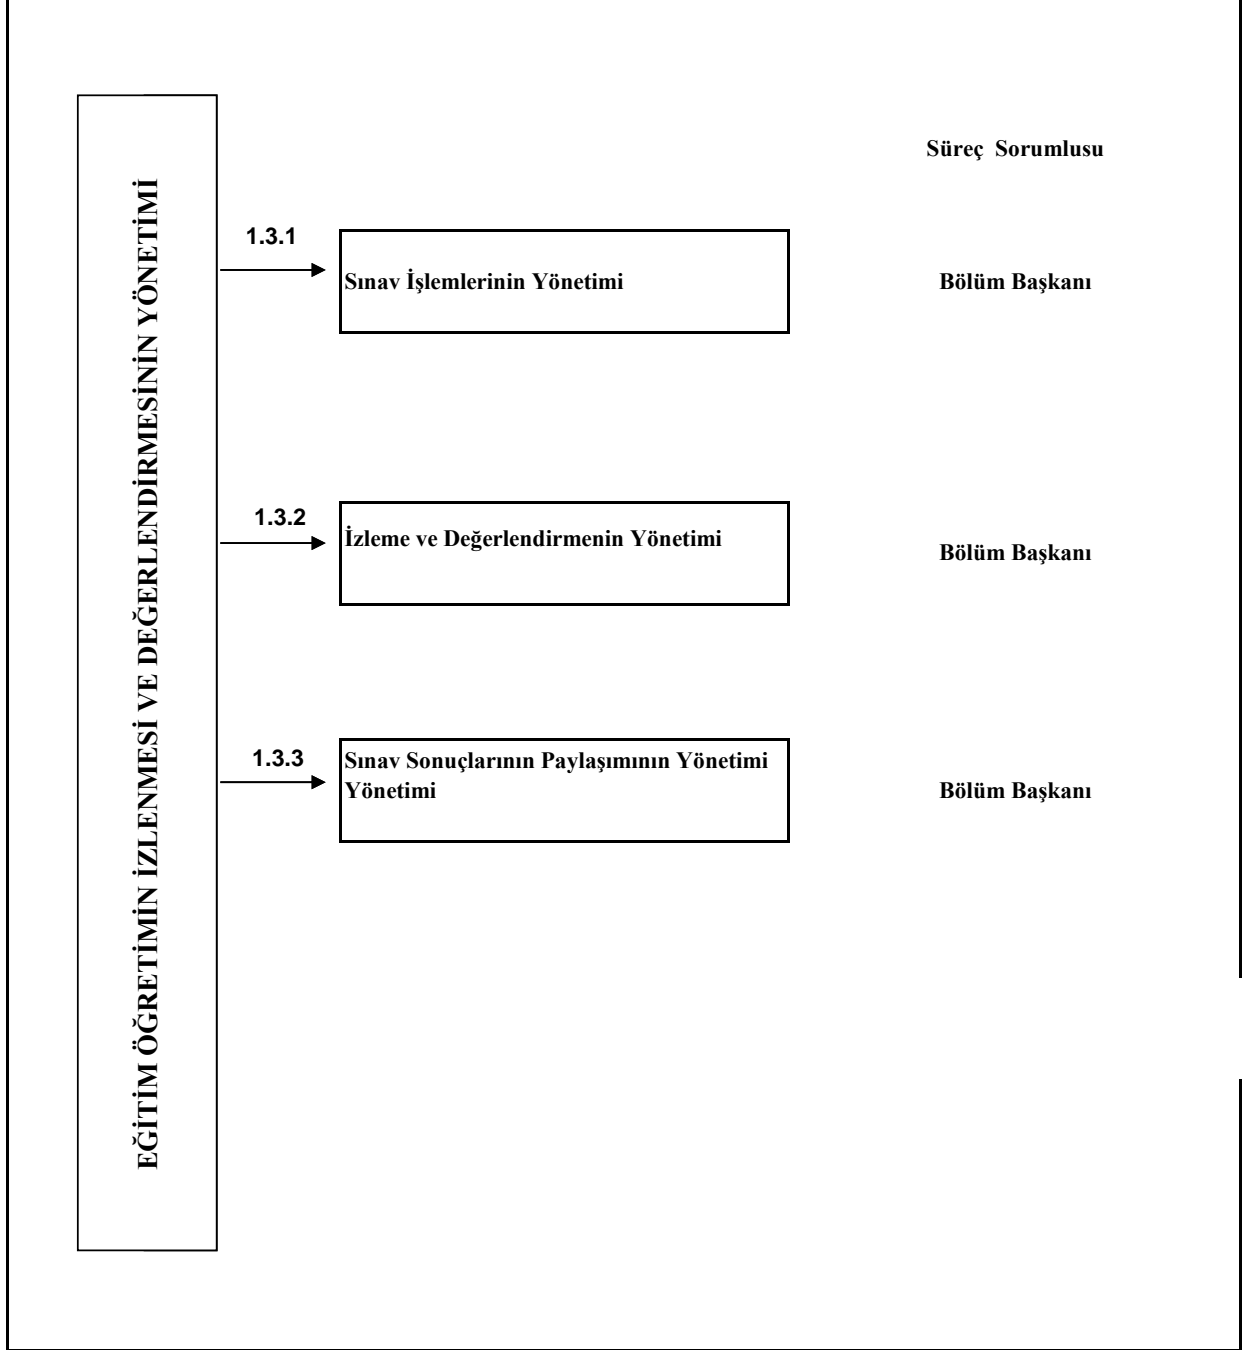 EĞİTİM ÖĞRETİMİN İZLENMESİ VE DEĞERLENDİRMESİNİN YÖNETİMİ
Süreç Sorumlusu
1.3.1
Sınav İşlemlerinin Yönetimi
Bölüm Başkanı
1.3.2
İzleme ve Değerlendirmenin Yönetimi
Bölüm Başkanı
1.3.3
Sınav Sonuçlarının Paylaşımının Yönetimi
Yönetimi
Bölüm Başkanı